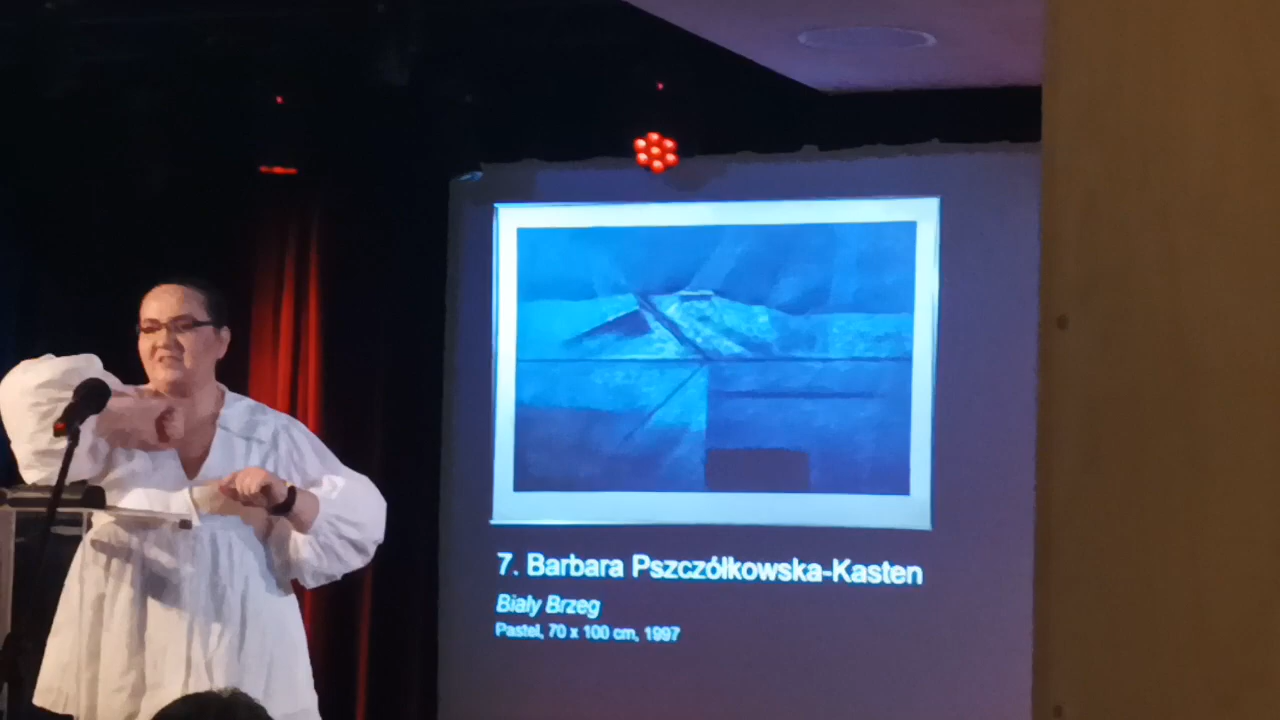 7. Barbara Pszczółkowska-Kasten
Biały Brzeg
Pastel, 70 x 100 cm, 1997